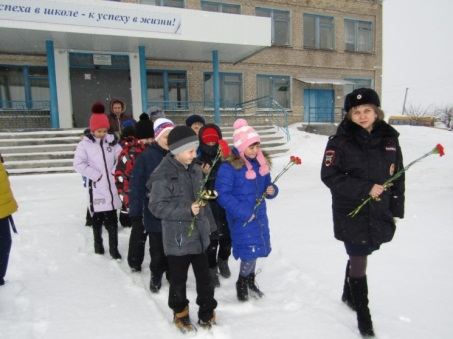 спеха в школе - к успеху в жизни!